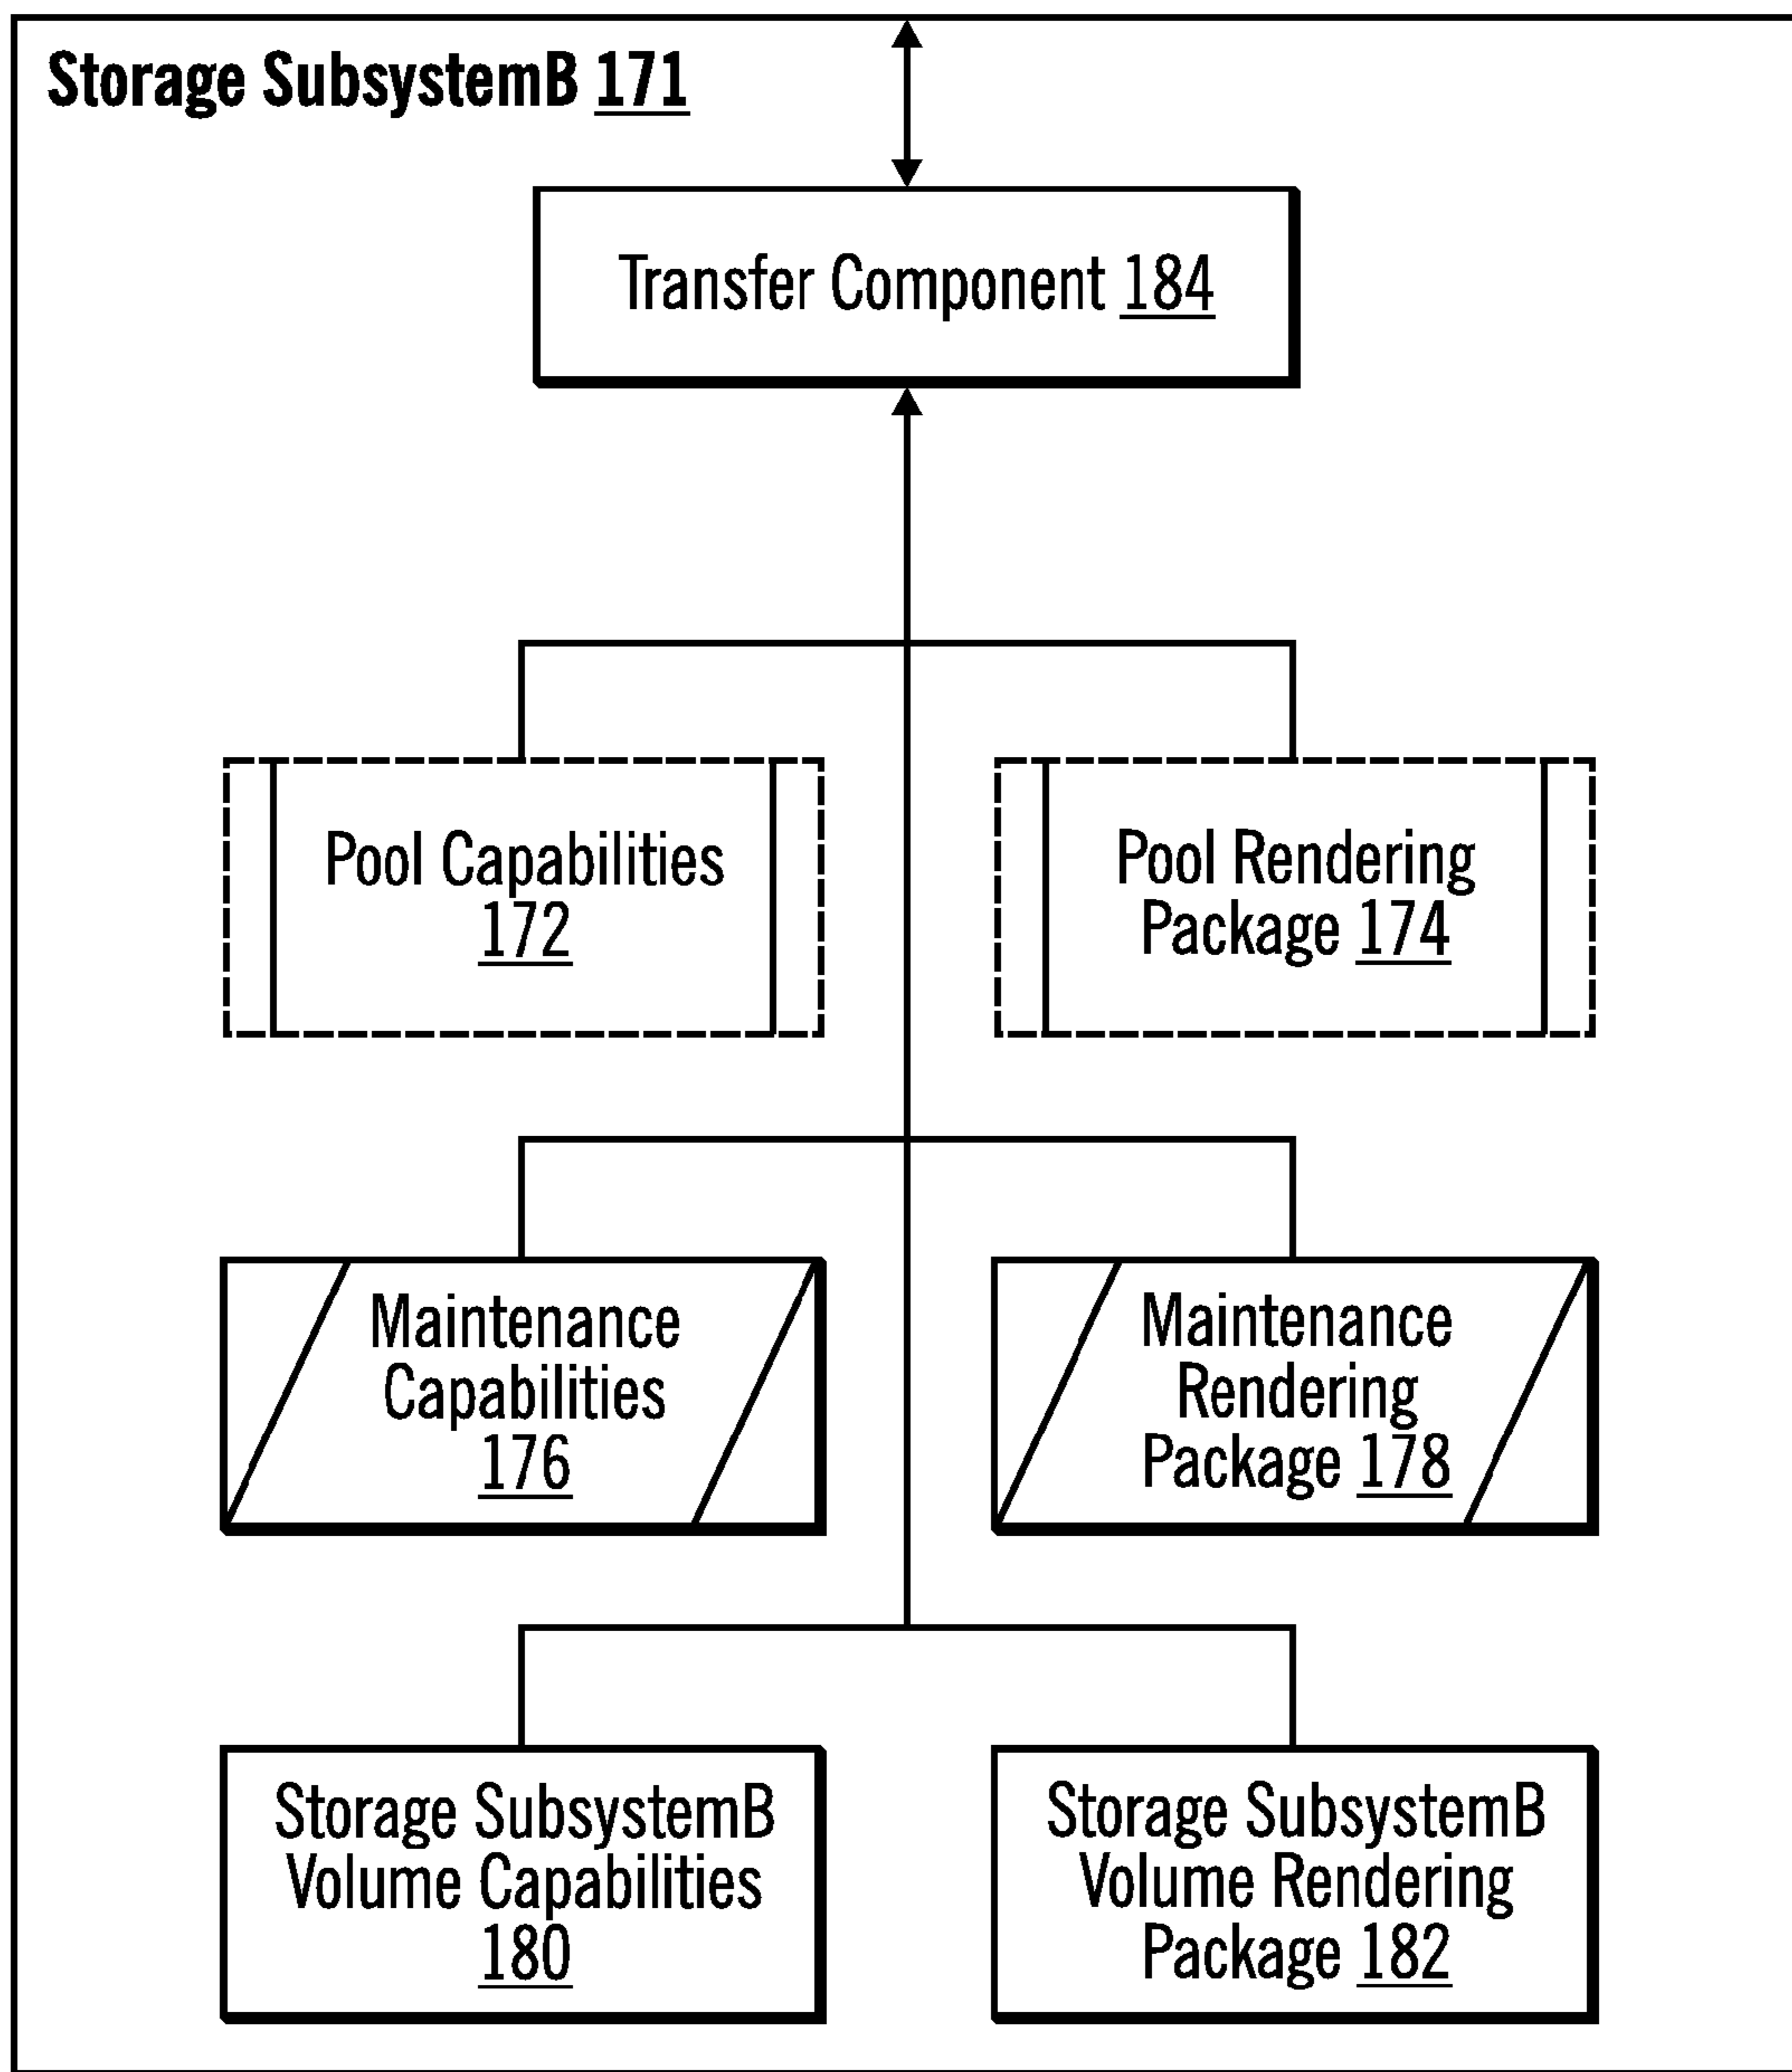 Storage SubsystemB 171
Transfer Component 184
Pool Capabilities
172
Pool Rendering
Package 174
Maintenance
Capabilities
176
Maintenance
Rendering
Package 178
Storage SubsystemB
Volume Capabilities
180
Storage SubsystemB
Volume Rendering
Package 182